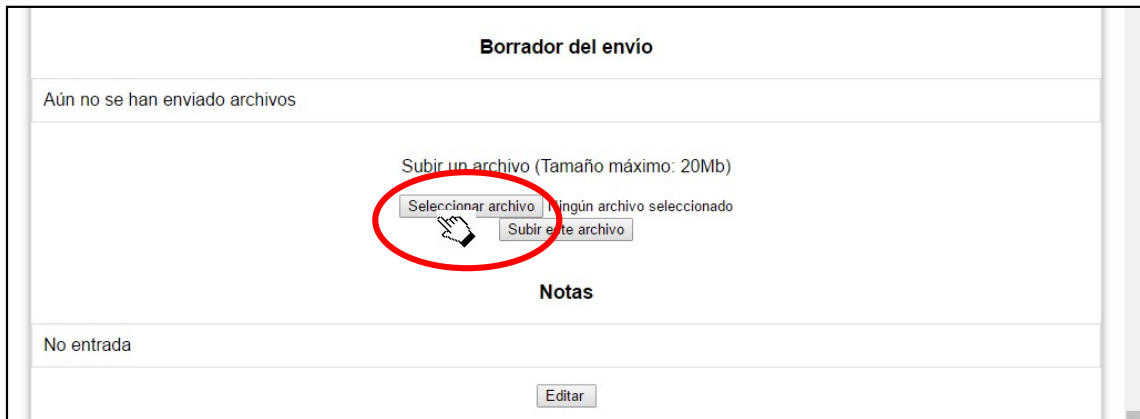 Borrador del envío
Aún no se han enviado archivos
Subir un archivo (Tamaño máximo: 20Mb)
Seleccionar archivo Ningún archivo seleccionado
Subir este archivo
Notas
No entrada
Editar